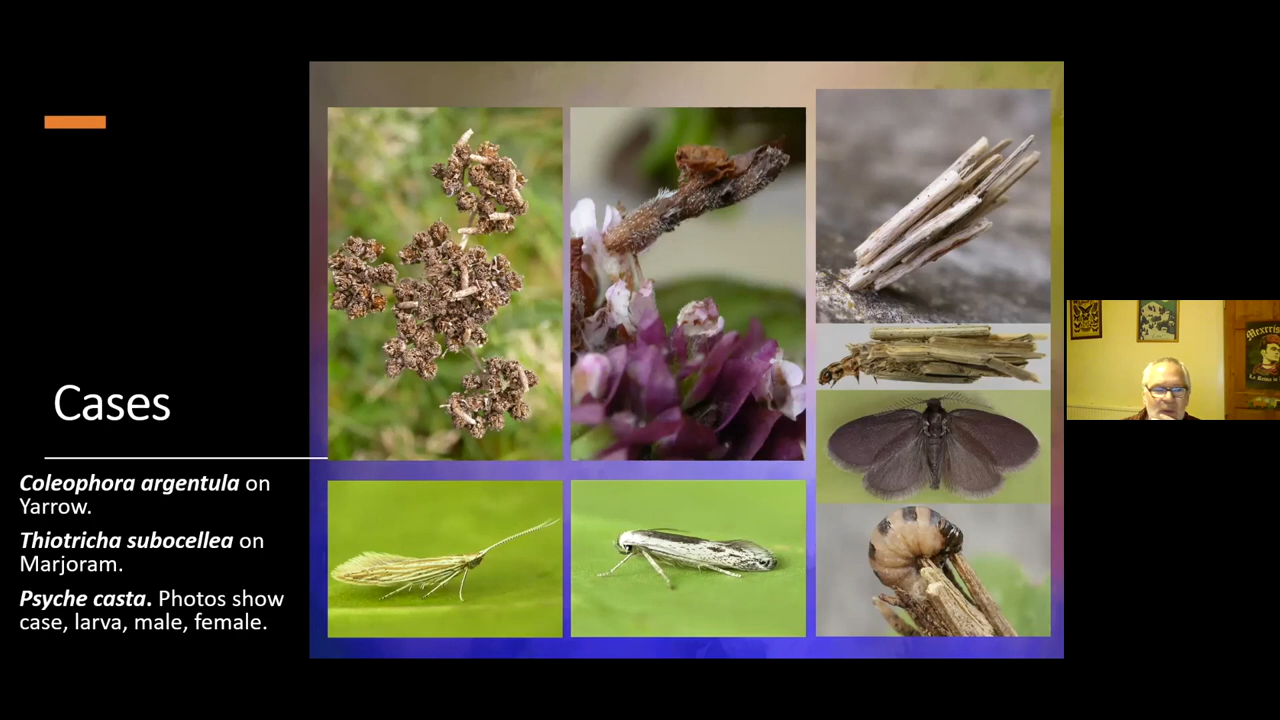 Cases
Coleophora argentula on
Yarrow.
Thiotricha subocellea on
Marjoram.
Psyche casta. Photos show
case, larva, male, female.